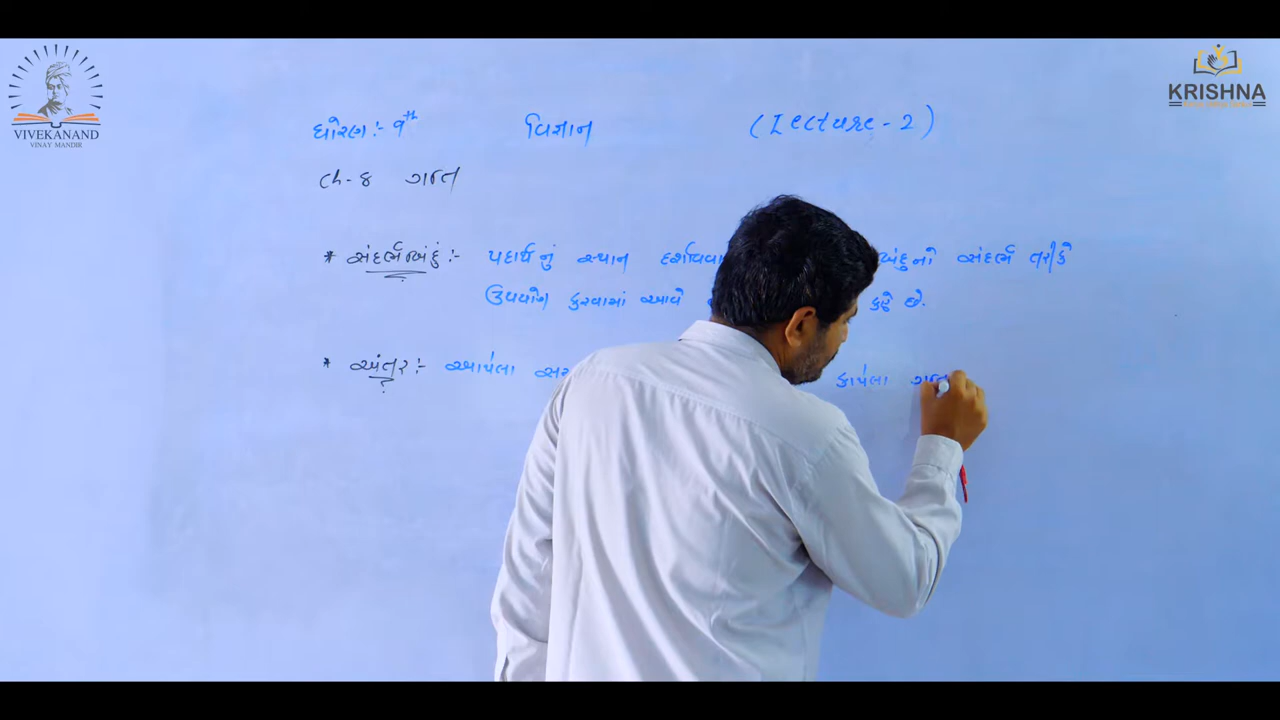 VIVEKANAND
VINAY MANDIR
KRISHNA
ધોરણ :- 9th વિજ્ઞાન (Lecture - 2)
Ch - 8 ગતિ
* સંદર્ભબિંદુ :- પદાર્થનું સ્થાન દર્શાવવા બિંદુનો સંદર્ભ તરીકે
ઉપયોગ કરવામાં આવે કહે છે.
* અંતર :- આપેલા કાપેલા